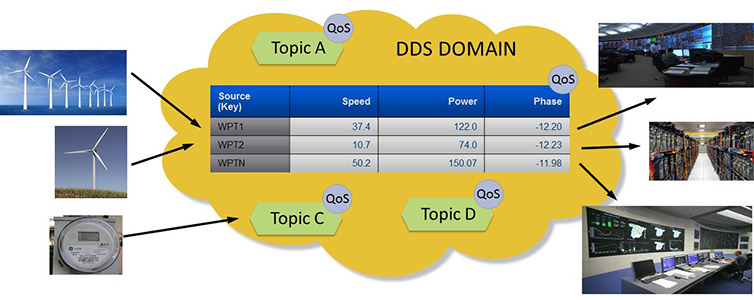 QoS
Topic A
DDS DOMAIN
QoS
Source (Key) Speed Power Phase
WPT1 37.4 122.0 -12.20
WPT2 10.7 74.0 -12.23
WPTN 50.2 150.07 -11.98
QoS
QoS
Topic C
Topic D